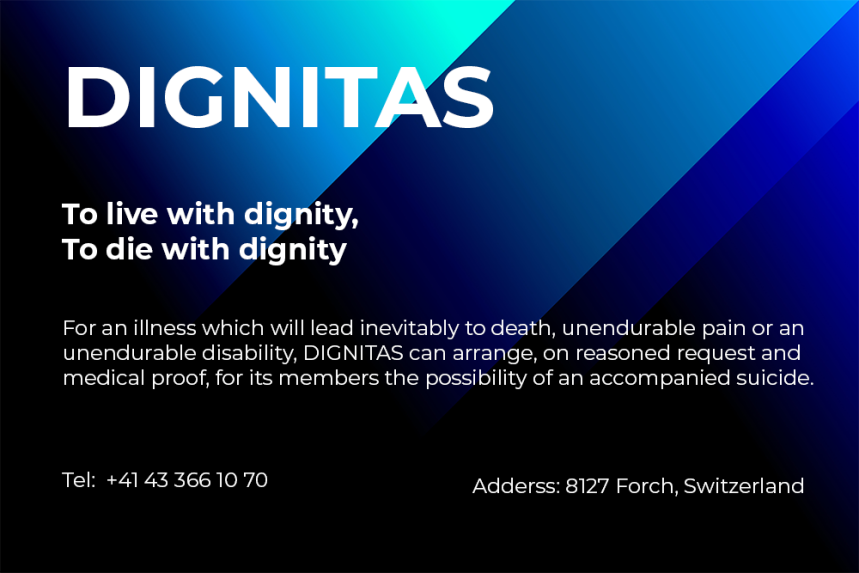 DIGNITAS
To live with dignity,
To die with dignity
For an illness which will lead inevitably to death, unendurable pain or an
unendurable disability, DIGNITAS can arrange, on reasoned request and
medical proof, for its members the possibility of an accompanied suicide.
Tel: +41 43 366 10 70
Adderss: 8127 Forch, Switzerland